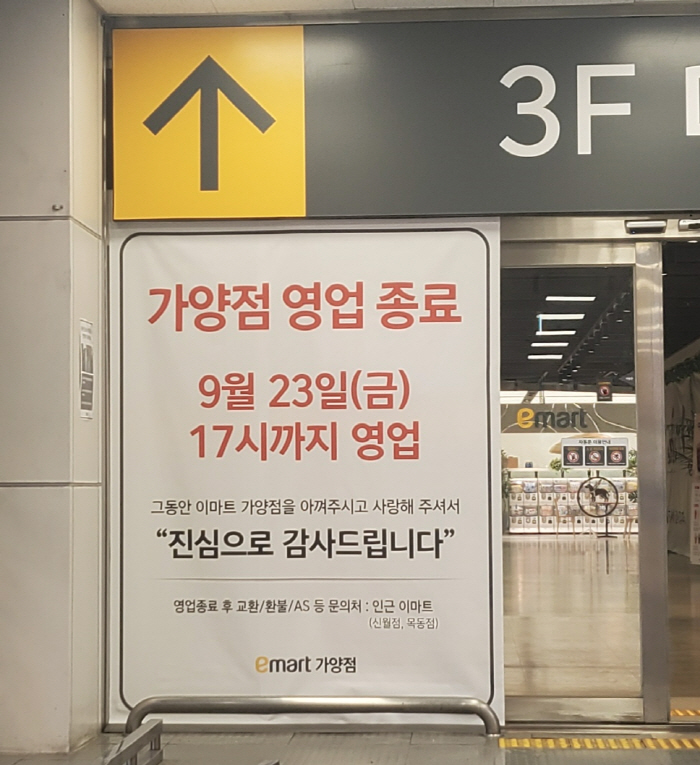 3F
가양점 영업 종료
9월 23일(금)
17시까지 영업
그동안 이마트 가양점을 아껴주시고 사랑해 주셔서
“진심으로 감사드립니다”
영업종료 후 교환/환불/AS 등 문의처 : 인근 이마트
(신월점, 목동점)
emart 가양점
emart